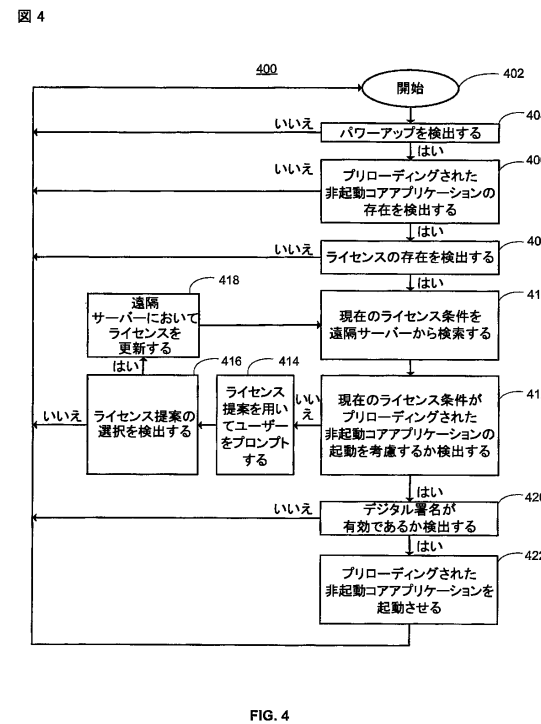 図 4
400
開始
402
いいえ
パワーアップを検出する
40
はい
いいえ
プリローディングされた
非起動コアアプリケーションの
存在を検出する
40
はい
いいえ
ライセンスの存在を検出する
40
はい
遠隔
サーバーにおいて
ライセンスを
更新する
418
現在のライセンス条件を
遠隔サーバーから検索する
41
はい
416
414
41
いいえ
ライセンス提案の
選択を検出する
ライセンス
提案を用い
てユーザー
をプロンプト
する
いい
え
現在のライセンス条件が
プリローディングされた
非起動コアアプリケーションの
起動を考慮するか検出する
はい
いいえ
デジタル署名が
有効であるか検出する
420
はい
プリローディングされた
非起動コアアプリケーションを
起動させる
422
FIG. 4